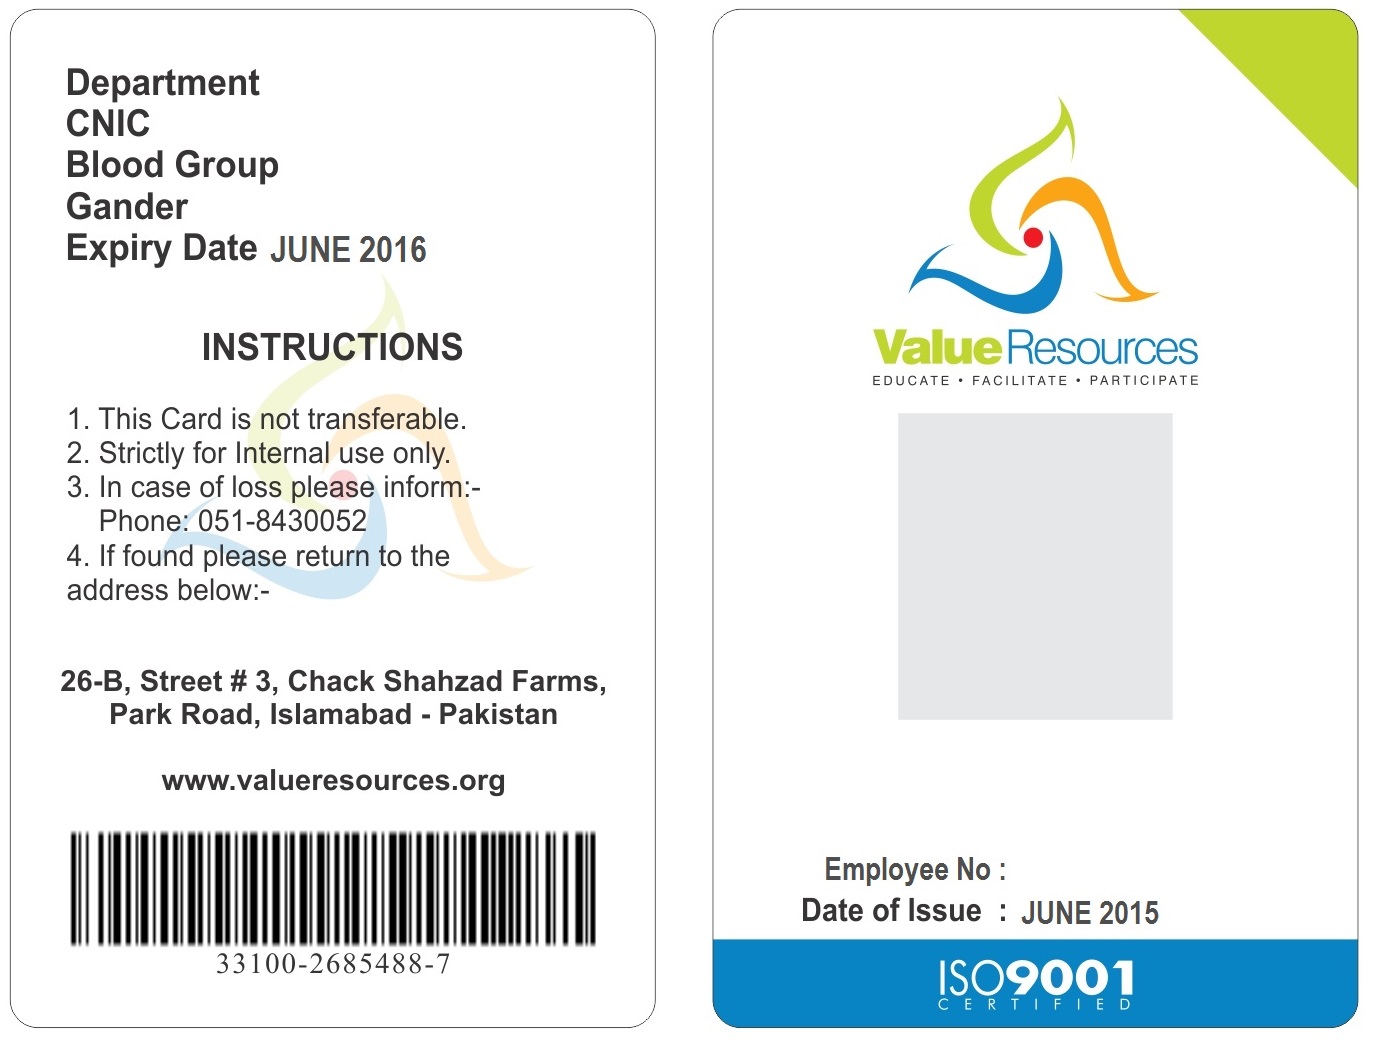 Department
CNIC
Blood Group
Gander
Expiry Date JUNE 2016
INSTRUCTIONS
1. This Card is not transferable.
2. Strictly for Internal use only.
3. In case of loss please inform:-
Phone: 051-8430052
4. If found please return to the
address below:-
26-B, Street # 3, Chack Shahzad Farms,
Park Road, Islamabad - Pakistan
www.valueresources.org
33100-2685488-7
Value Resources
EDUCATE • FACILITATE • PARTICIPATE
Employee No :
Date of Issue : JUNE 2015
ISO9001
CERTIFIED